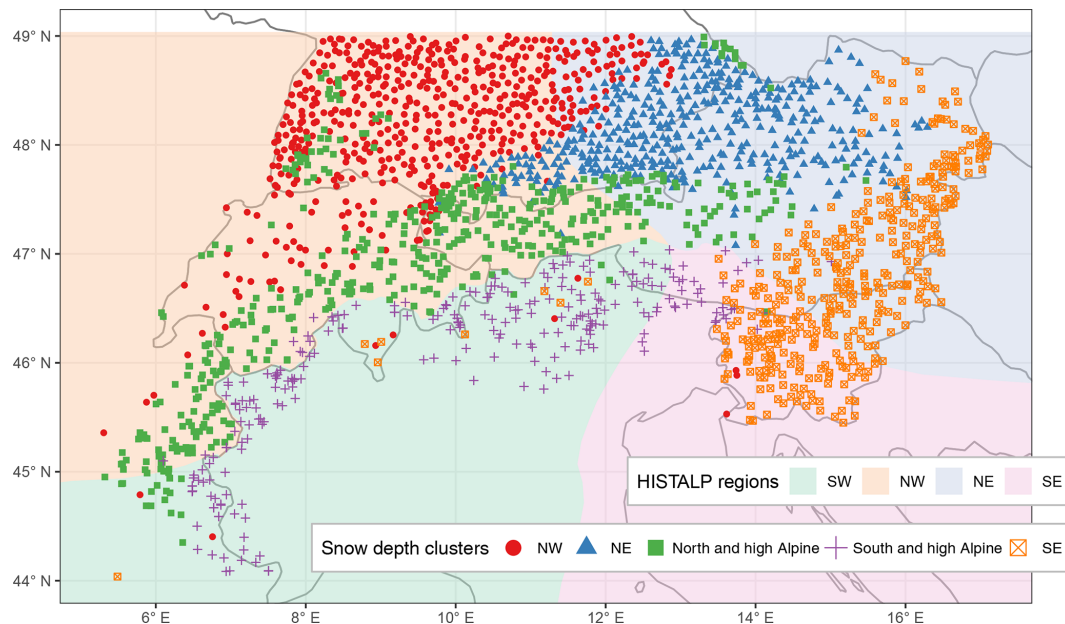 49° N
48° N
47° N
46° N
45° N
44° N
HISTALP regions SW NW NE SE
Snow depth clusters NW NE North and high Alpine South and high Alpine SE
6° E 8° E 10° E 12° E 14° E 16° E